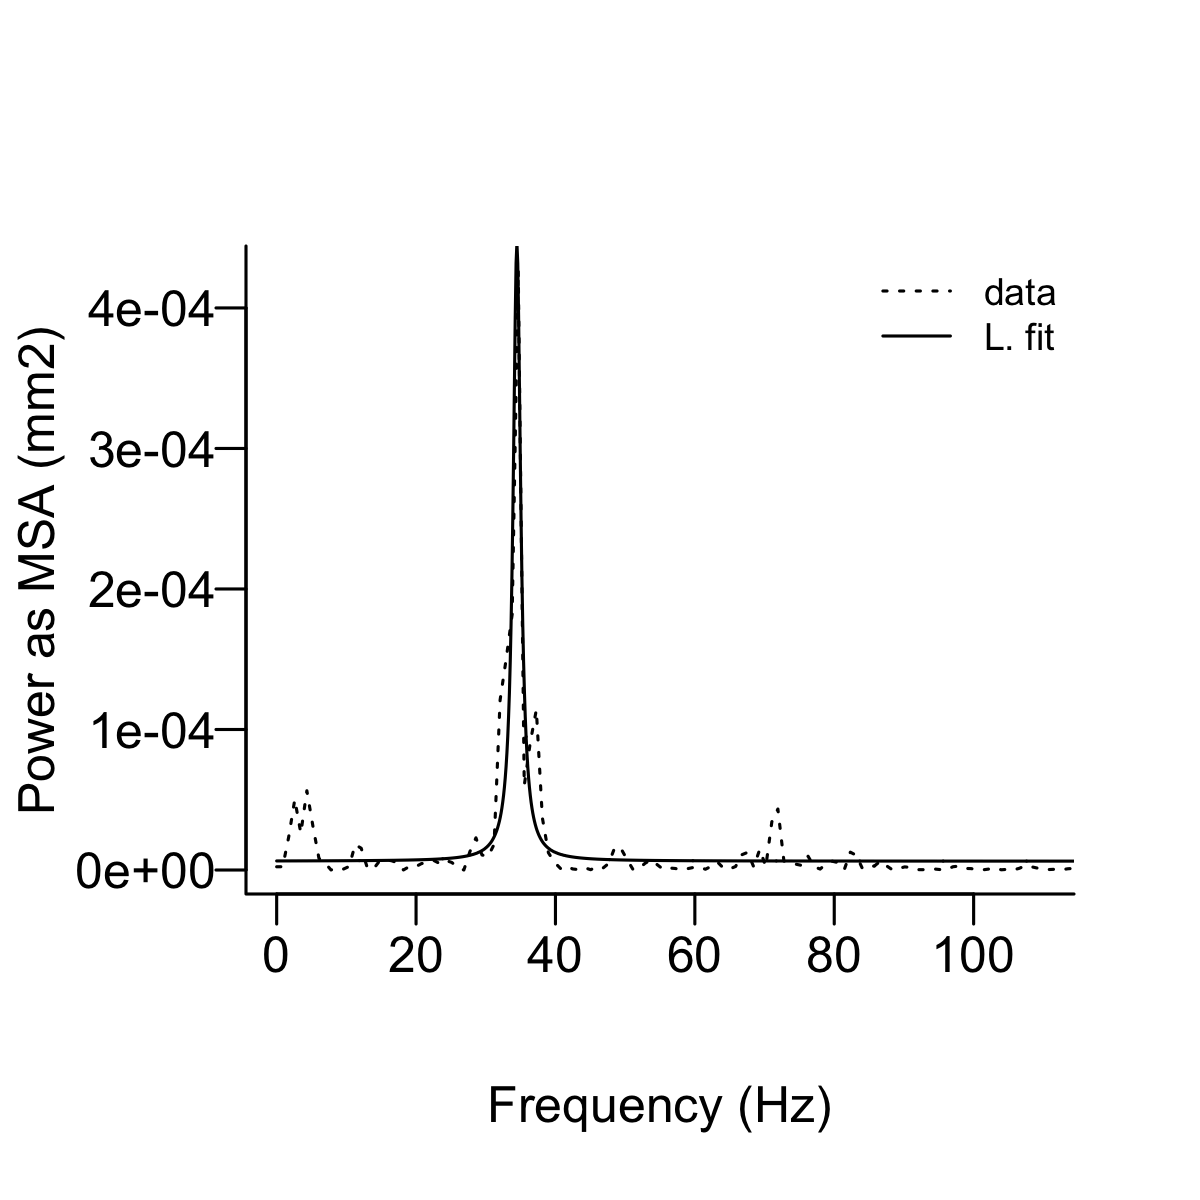 Power as MSA (mm2)
4e-04
3e-04
2e-04
1e-04
0e+00
data
L. fit
0 20 40 60 80 100
Frequency (Hz)